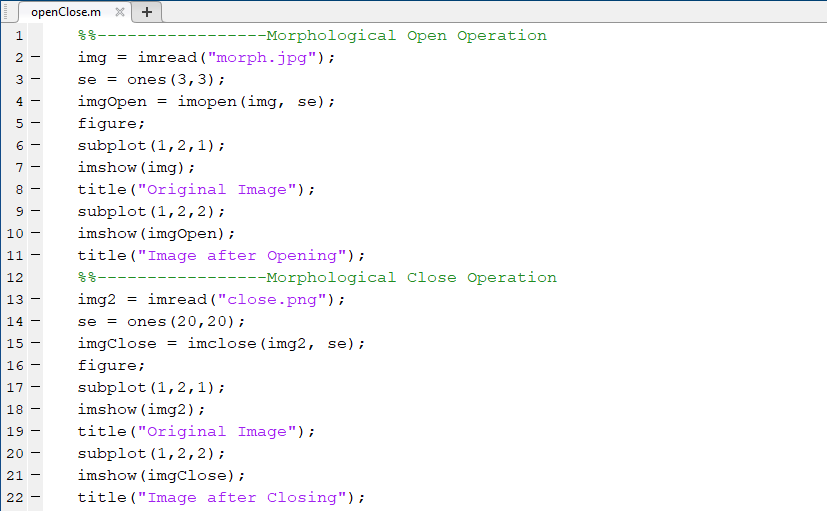 openClose.m
1 %%-----------------Morphological Open Operation
2 img = imread("morph.jpg");
3 se = ones(3,3);
4 imgOpen = imopen(img, se);
5 figure;
6 subplot(1,2,1);
7 imshow(img);
8 title("Original Image");
9 subplot(1,2,2);
10 imshow(imgOpen);
11 title("Image after Opening");
12 %%-----------------Morphological Close Operation
13 img2 = imread("close.png");
14 se = ones(20,20);
15 imgClose = imclose(img2, se);
16 figure;
17 subplot(1,2,1);
18 imshow(img2);
19 title("Original Image");
20 subplot(1,2,2);
21 imshow(imgClose);
22 title("Image after Closing");